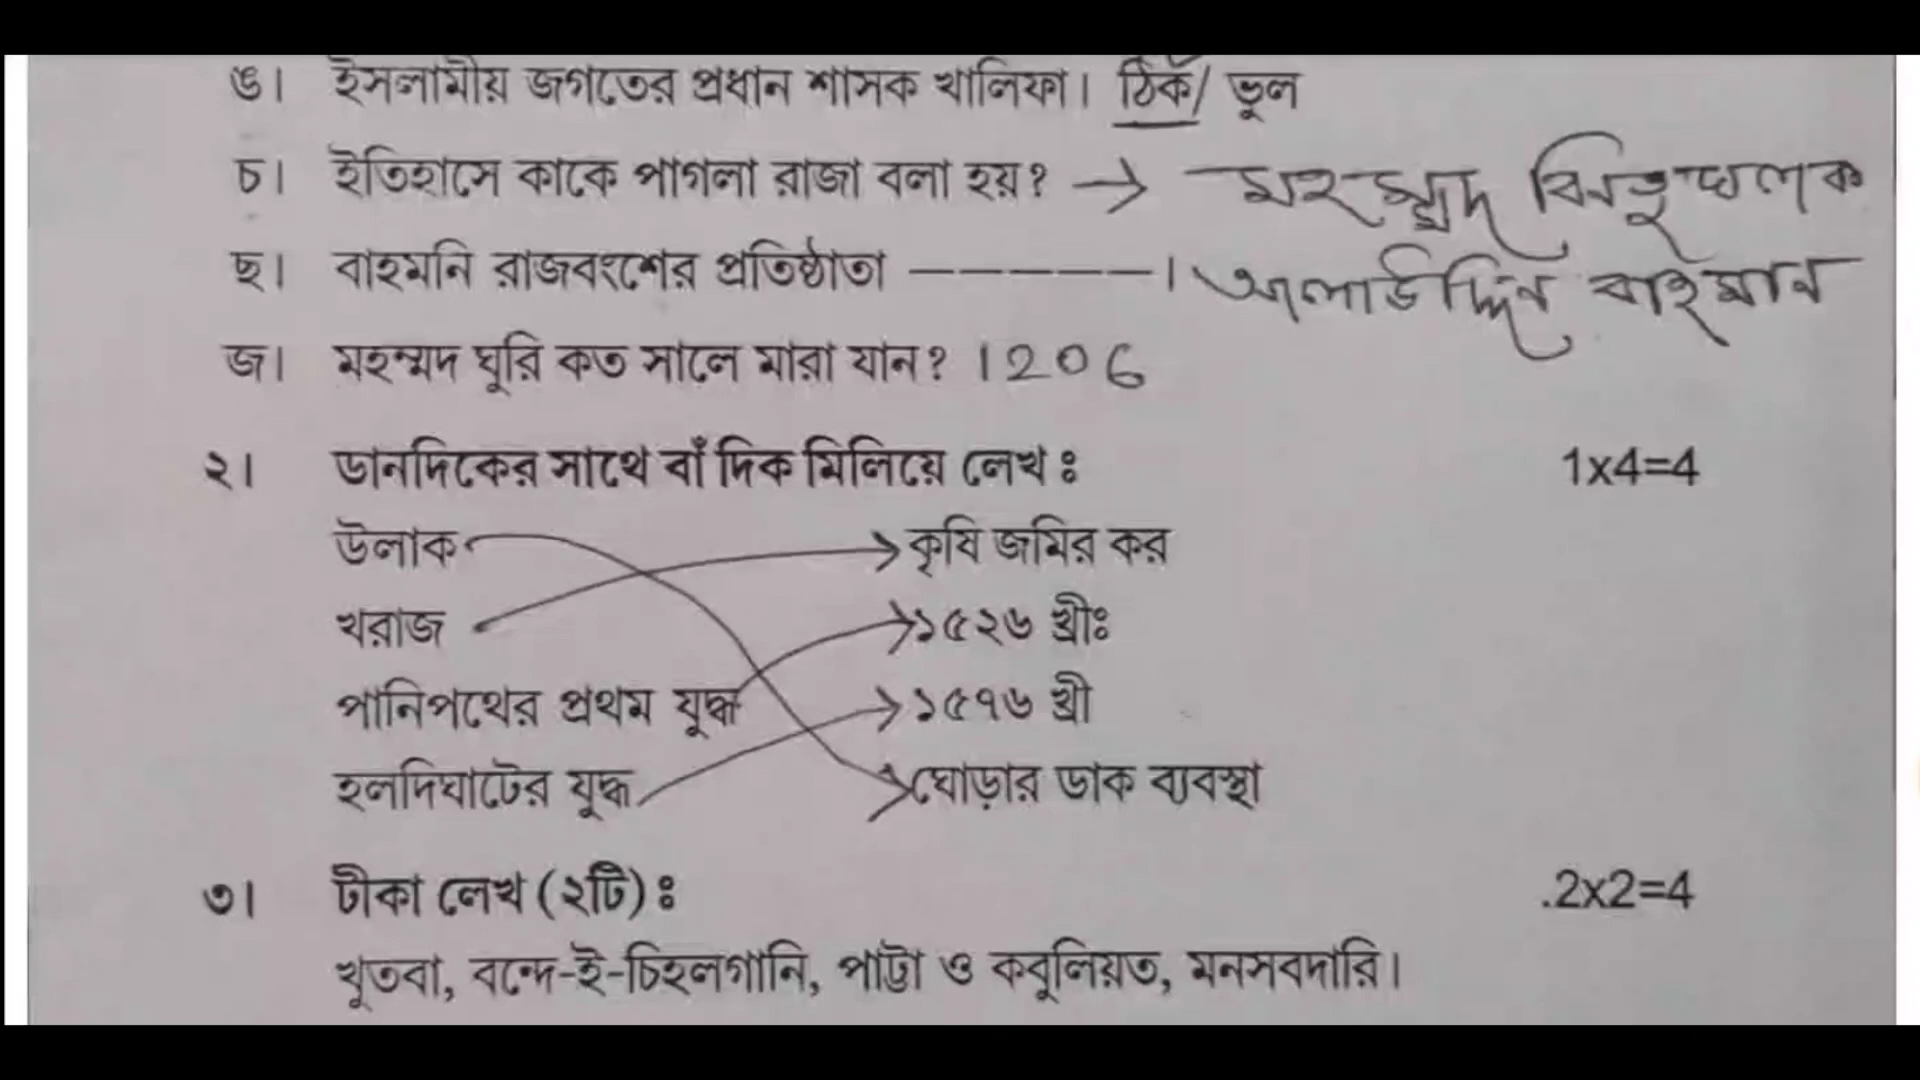 ঙ। ইসলামীয় জগতের প্রধান শাসক খালিফা। ঠিক/ ভুল
চ। ইতিহাসে কাকে পাগলা রাজা বলা হয়? → মহম্মদ বিনতুঘলক
ছ। বাহমনি রাজবংশের প্রতিষ্ঠাতা ――――――। আলাউদ্দিন বাহমান
জ। মহম্মদ ঘুরি কত সালে মারা যান? 1206
২। ডানদিকের সাথে বাঁ দিক মিলিয়ে লেখ ঃ 1x4=4
উলাক কৃষি জমির কর
খরাজ ১৫২৬ খ্রীঃ
পানিপথের প্রথম যুদ্ধ ১৫৭৬ খ্রী
হলদিঘাটের যুদ্ধ ঘোড়ার ডাক ব্যবস্থা
৩। টীকা লেখ (২টি) ঃ .2x2=4
খুতবা, বন্দে-ই-চিহলগানি, পাট্টা ও কবুলিয়ত, মনসবদারি।